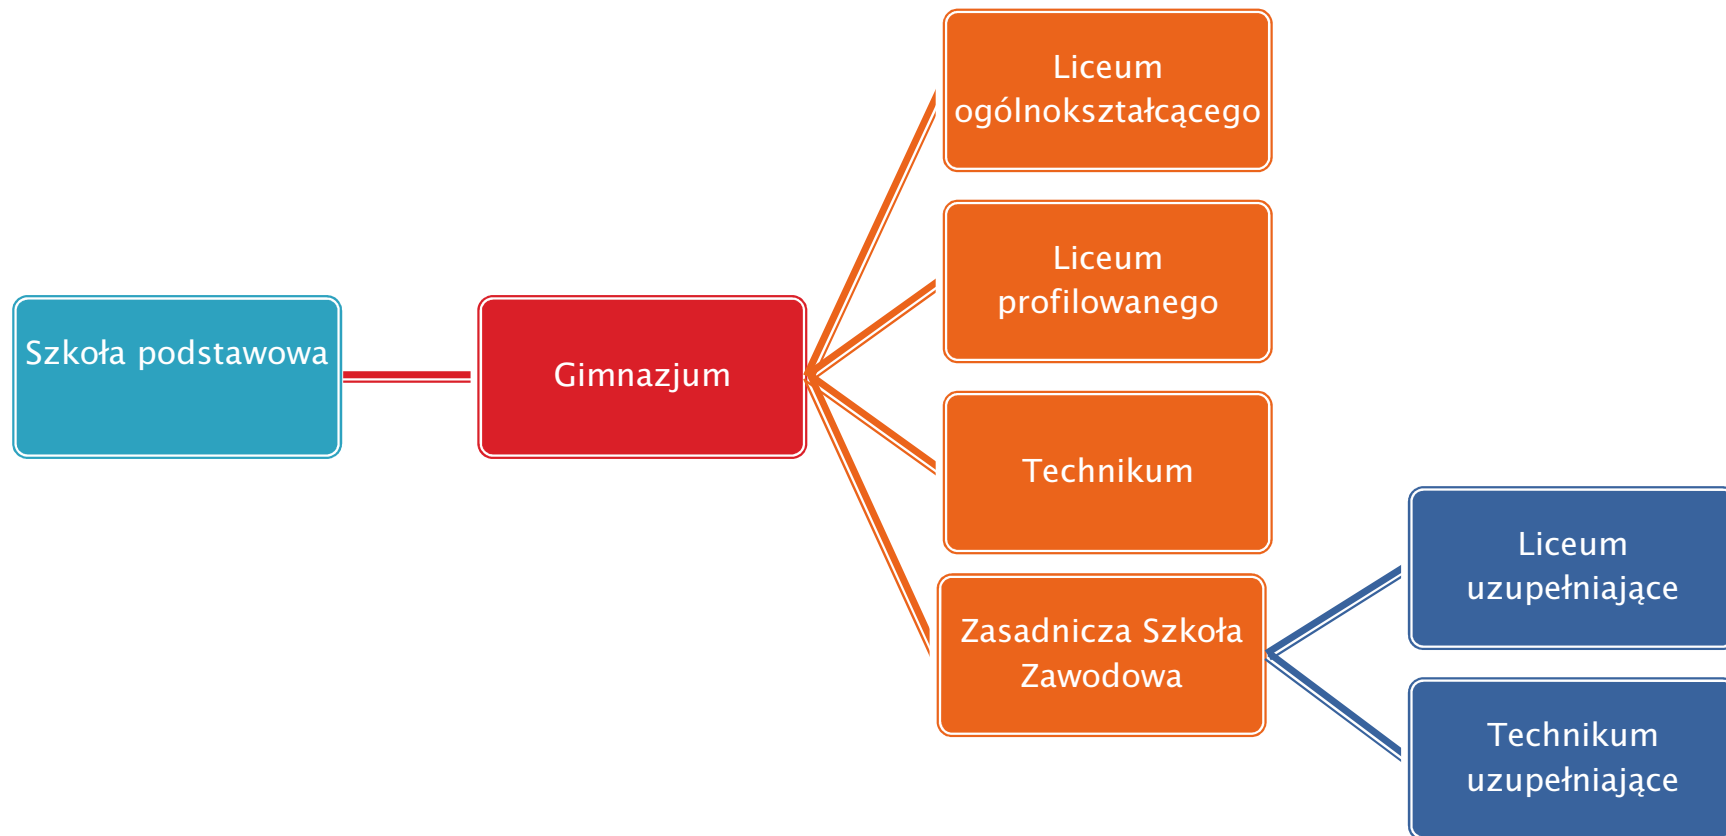 Szkoła podstawowa
Gimnazjum
Liceum
ogólnokształcącego
Liceum
profilowanego
Technikum
Zasadnicza Szkoła
Zawodowa
Liceum
uzupełniające
Technikum
uzupełniające